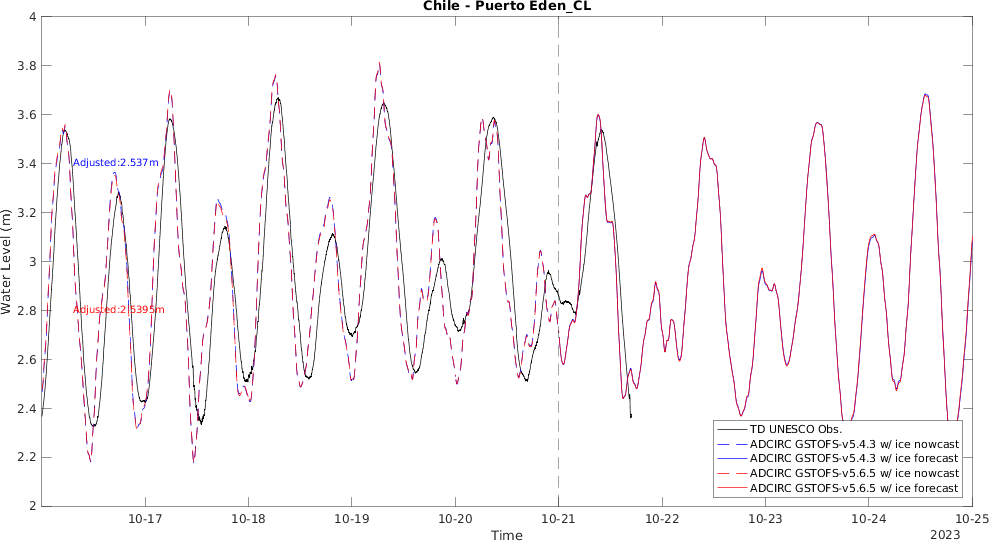 Chile - Puerto Eden_CL
4
3.8
3.6
3.4
3.2
3
2.8
2.6
2.4
2.2
2
Water Level (m)
Adjusted:2.537m
Adjusted:2.5395m
TD UNESCO Obs.
ADCIRC GSTOFS-v5.4.3 w/ ice nowcast
ADCIRC GSTOFS-v5.4.3 w/ ice forecast
ADCIRC GSTOFS-v5.6.5 w/ ice nowcast
ADCIRC GSTOFS-v5.6.5 w/ ice forecast
10-17 10-18 10-19 10-20 10-21 10-22 10-23 10-24 10-25
Time
2023